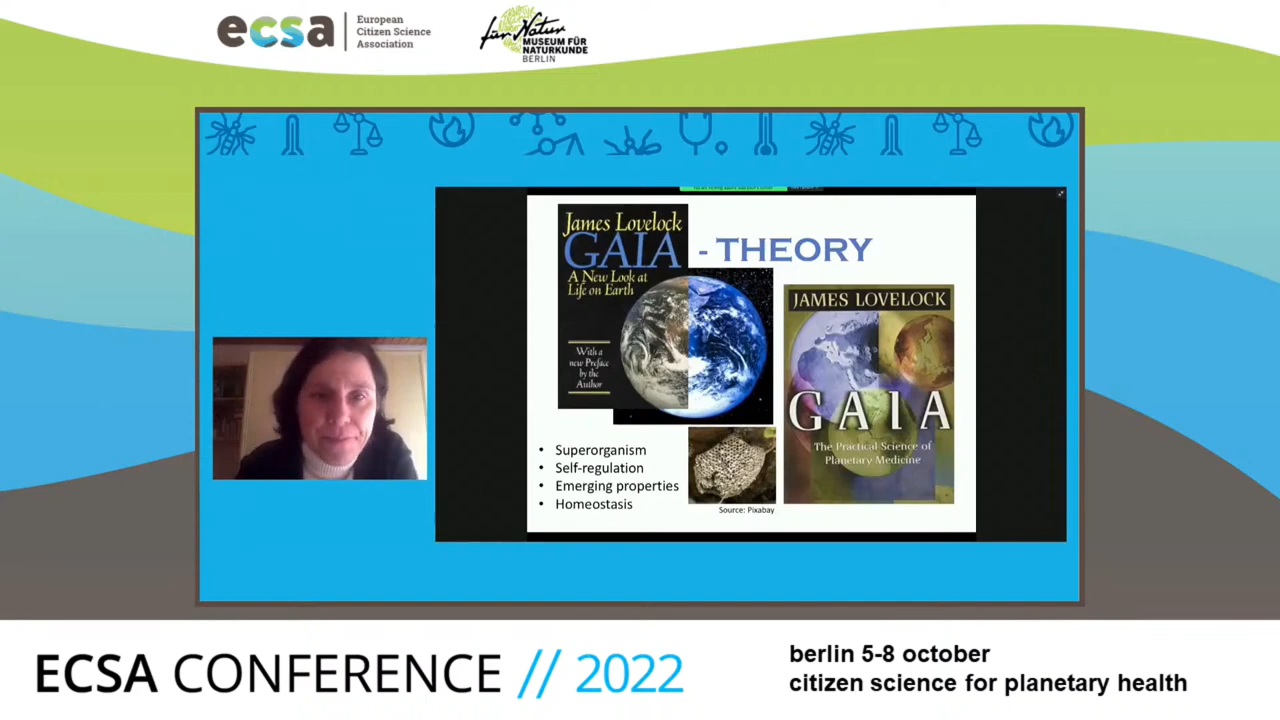 ecsa
European
Citizen Science
Association
für Natur
MUSEUM FÜR
NATURKUNDE
BERLIN
James Lovelock
GAIA
A New Look at
Life on Earth
With a
new Preface
by the
Author
- THEORY
JAMES LOVELOCK
GAIA
The Practical Science of
Planetary Medicine
• Superorganism
• Self-regulation
• Emerging properties
• Homeostasis
Source: Pixabay
ECSA CONFERENCE // 2022
berlin 5-8 october
citizen science for planetary health